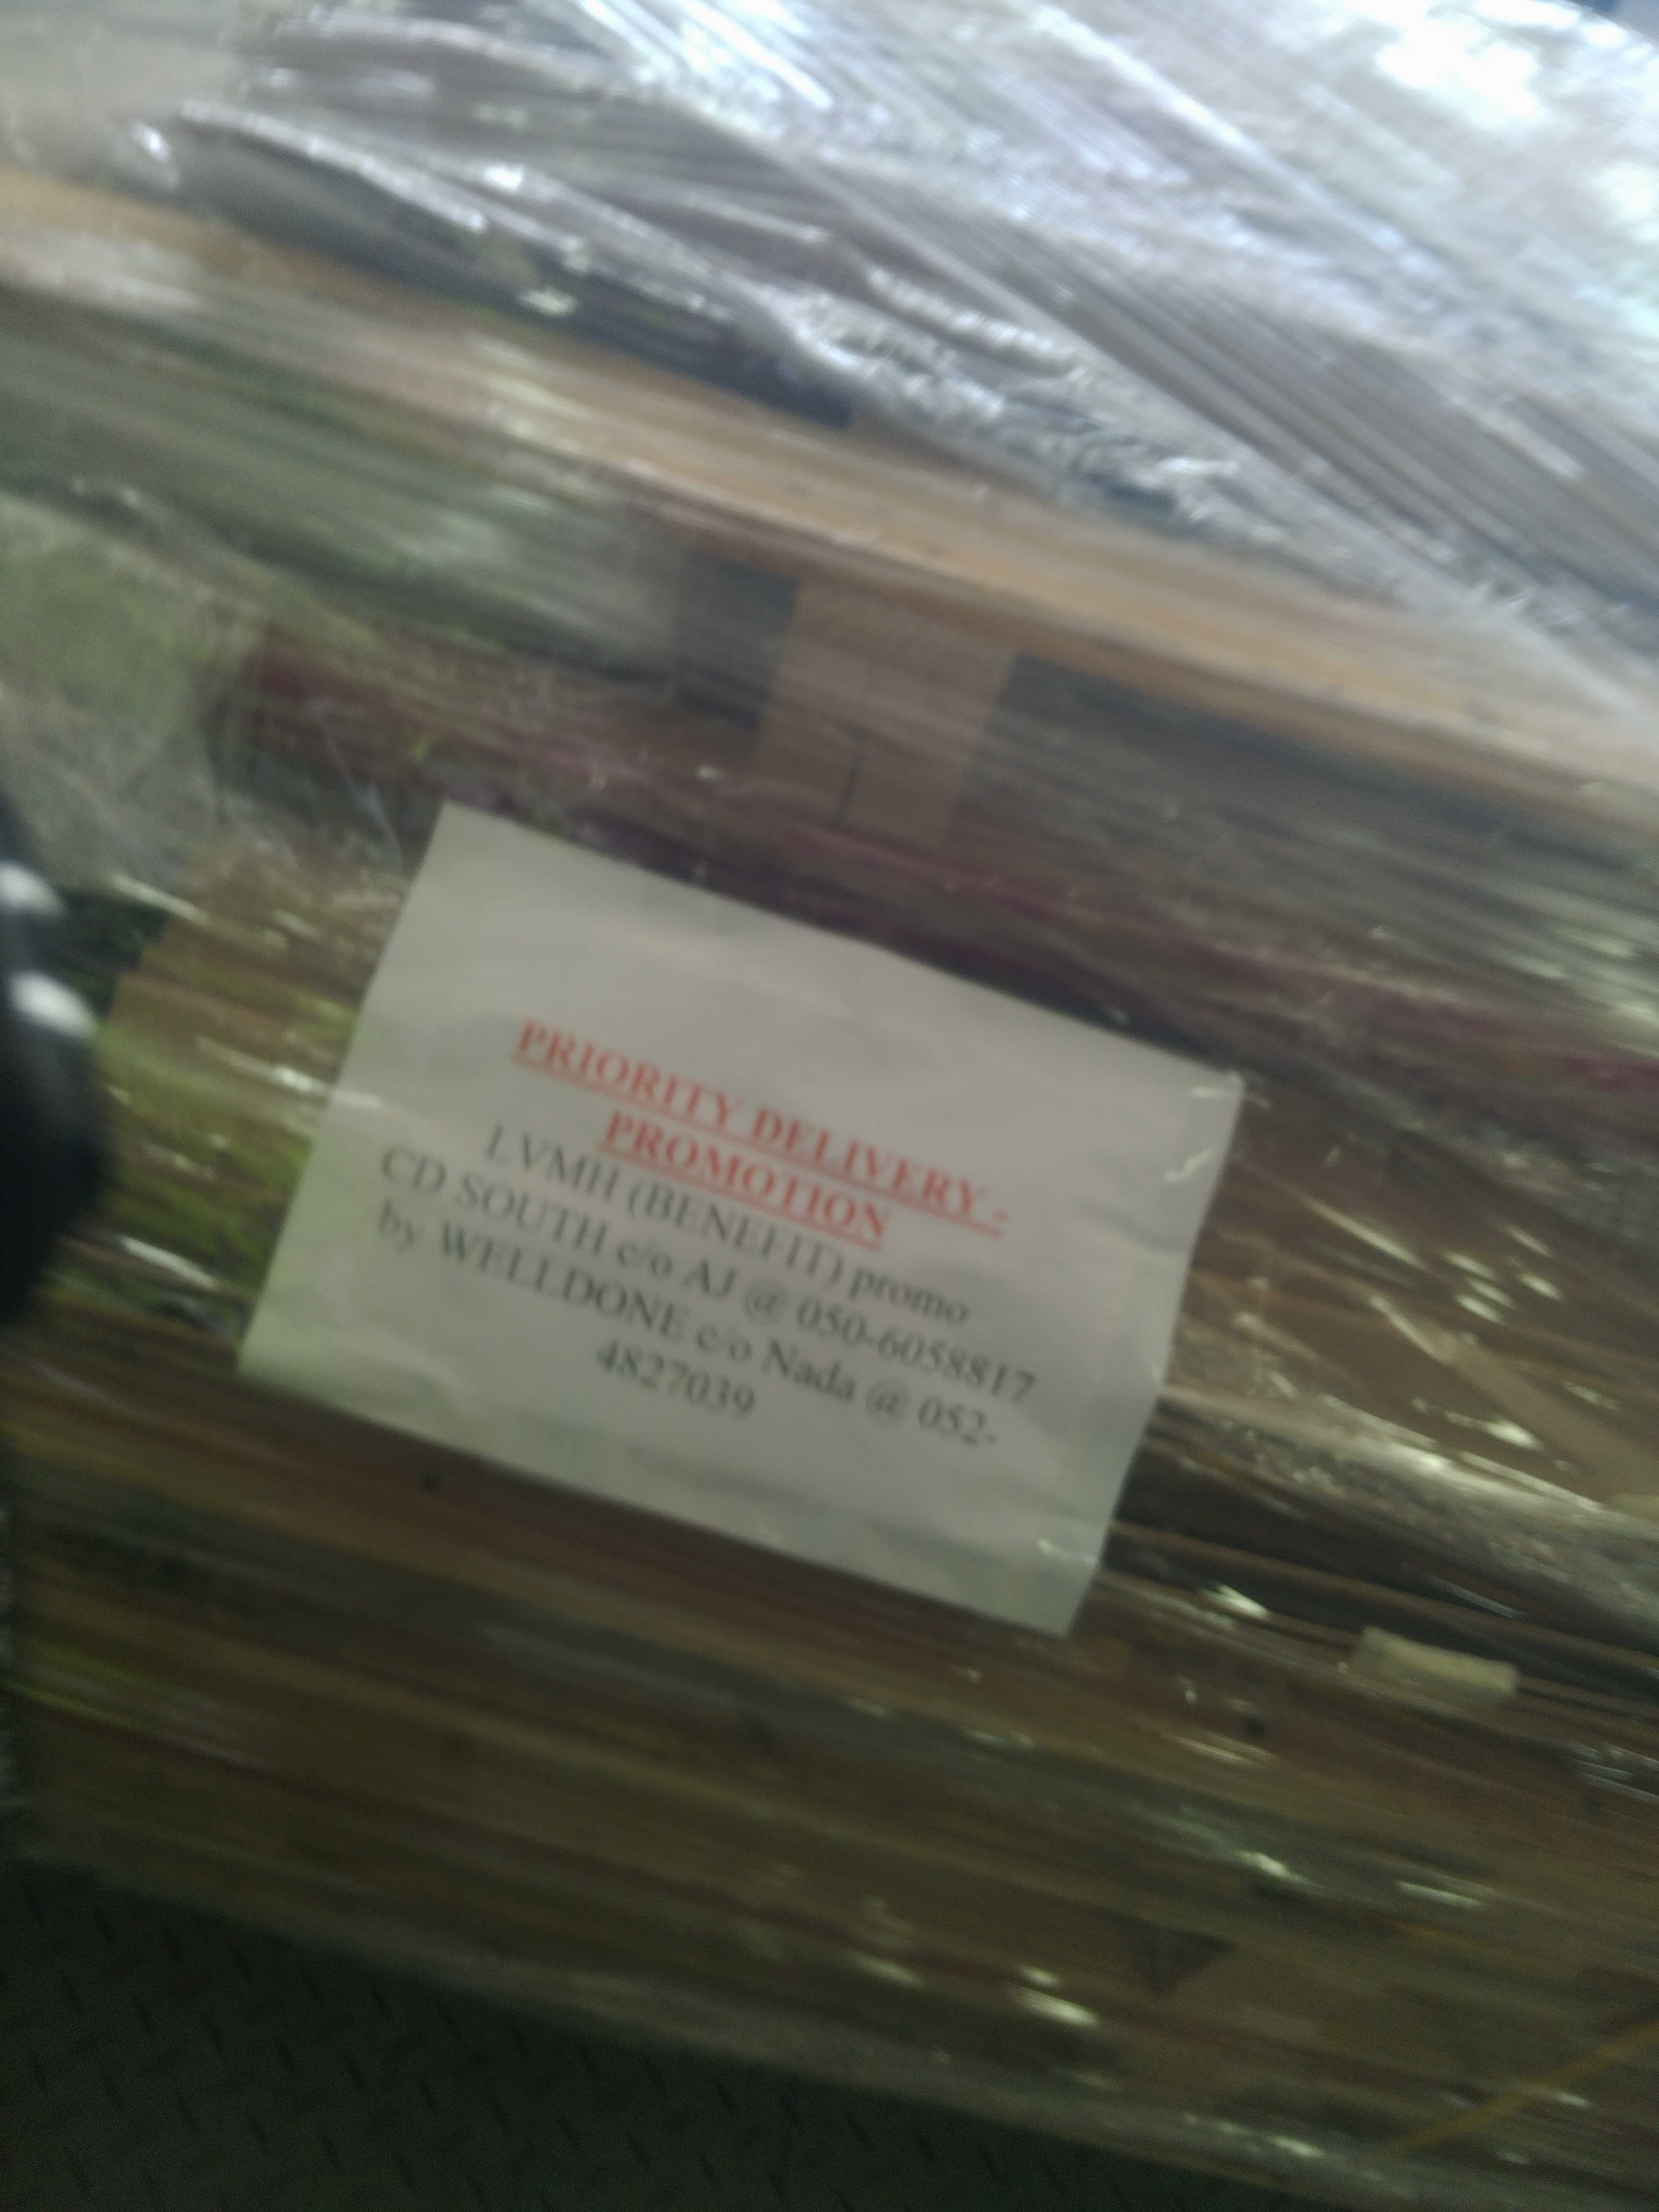 PRIORITY DELIVERY -
PROMOTION
LVMH (BENEFIT) promo
CD SOUTH c/o AJ @ 050-6058817
by WELLDONE c/o Nada @ 052-
4827039